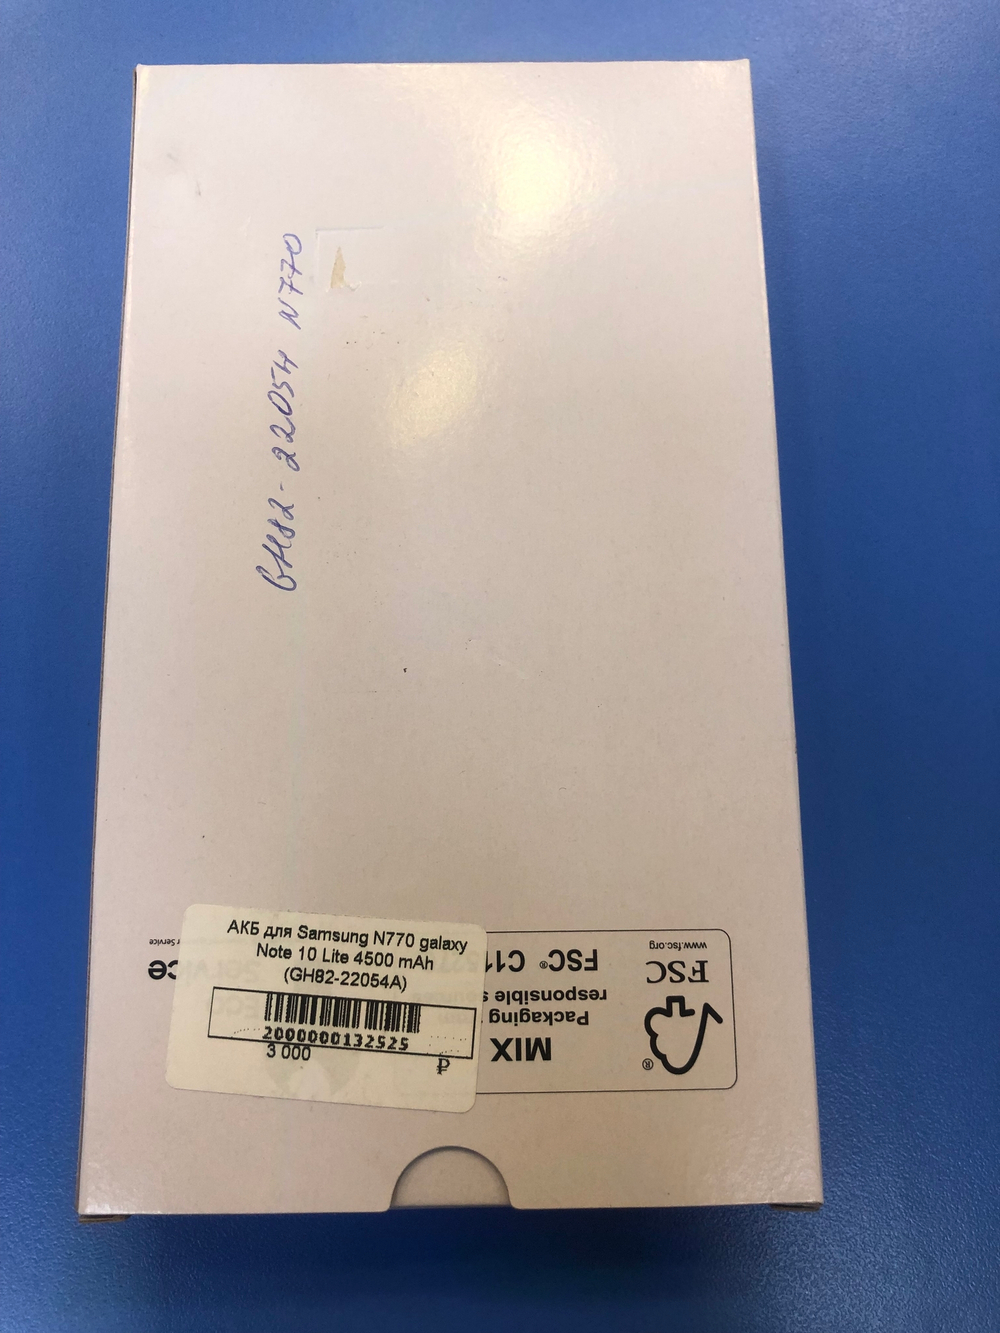 GH82-22054 N770
АКБ для Samsung N770 galaxy
Note 10 Lite 4500 mAh
(GH82-22054A)
2000000132525
3 000
₽
www.fsc.org
FSC
®
MIX
Packaging
responsible
FSC® C11